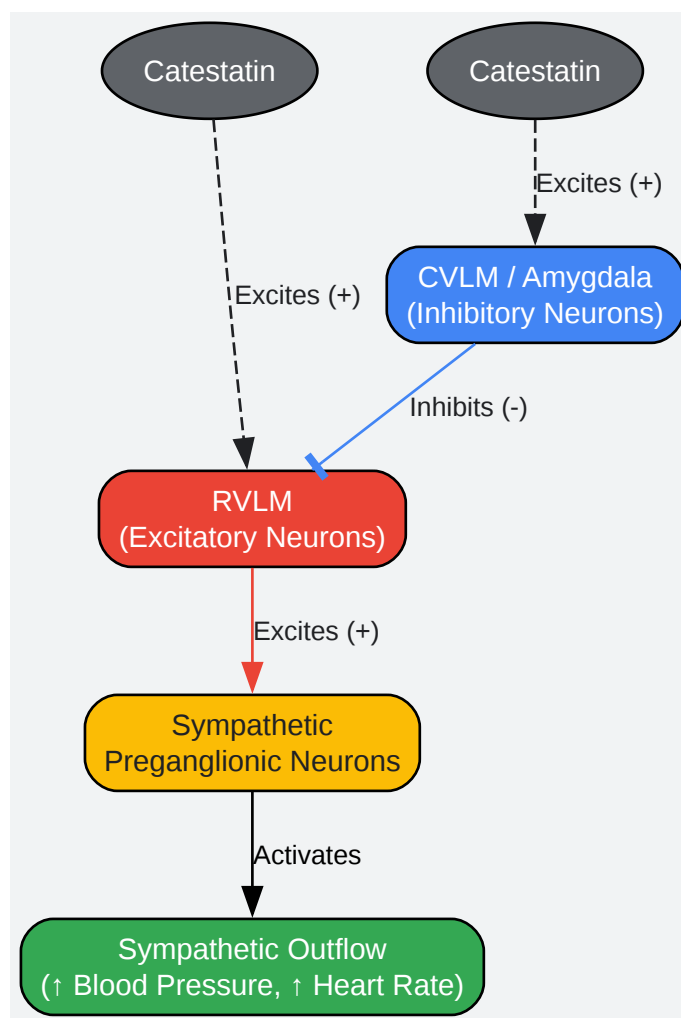 Catestatin
Catestatin
Excites (+)
CVLM / Amygdala
(Inhibitory Neurons)
Excites (+)
Inhibits (-)
RVLM
(Excitatory Neurons)
Excites (+)
Sympathetic
Preganglionic Neurons
Activates
Sympathetic Outflow
(↑ Blood Pressure, ↑ Heart Rate)